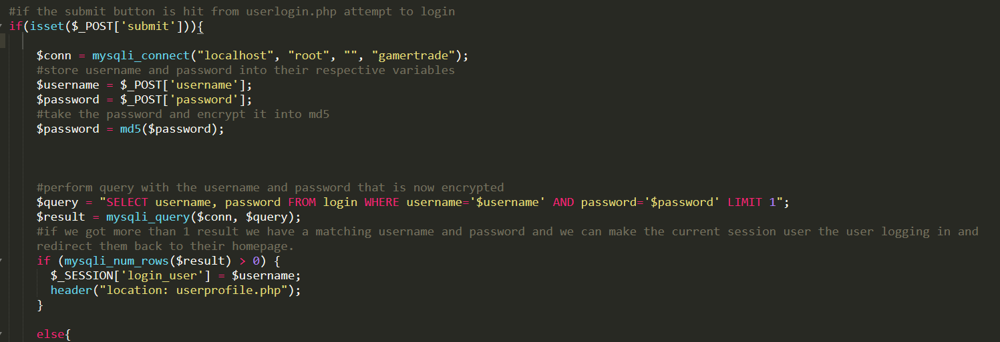 #if the submit button is hit from userlogin.php attempt to login
if(isset($_POST['submit'])){
$conn = mysqli_connect("localhost", "root", "", "gamertrade");
#store username and password into their respective variables
$username = $_POST['username'];
$password = $_POST['password'];
#take the password and encrypt it into md5
$password = md5($password);
#perform query with the username and password that is now encrypted
$query = "SELECT username, password FROM login WHERE username='$username' AND password='$password' LIMIT 1";
$result = mysqli_query($conn, $query);
#if we got more than 1 result we have a matching username and password and we can make the current session user the user logging in and
redirect them back to their homepage.
if (mysqli_num_rows($result) > 0) {
$_SESSION['login_user'] = $username;
header("location: userprofile.php");
}
else{